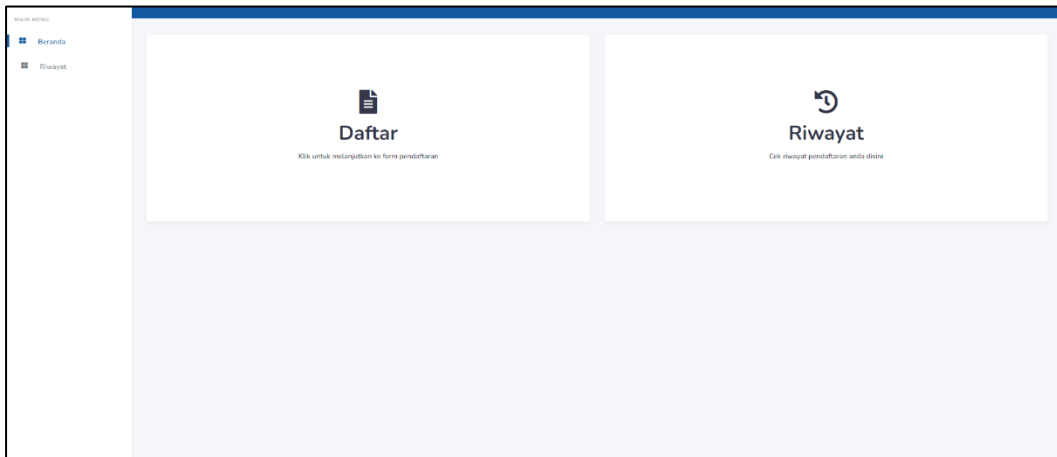 MAIN MENU
Beranda
Riwayat
Daftar
Klik untuk melanjutkan ke form pendaftaran
Riwayat
Cek riwayat pendaftaran anda disini